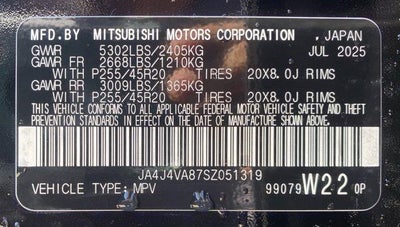 MFD.BY MITSUBISHI MOTORS CORPORATION, JAPAN
GVWR 5302LBS/2405KG JUL 2025
GAWR FR 2668LBS/1210KG
WITH P255/45R20 TIRES 20X8.0J RIMS
GAWR RR 3009LBS/1365KG
WITH P255/45R20 TIRES 20X8.0J RIMS
THIS VEHICLE CONFORMS TO ALL APPLICABLE FEDERAL MOTOR VEHICLE SAFETY AND THEFT
PREVENTION STANDARDS IN EFFECT ON THE DATE OF MANUFACTURE SHOWN ABOVE.
JA4J4VA87SZ051319
VEHICLE TYPE: MPV 99079 W22 0P